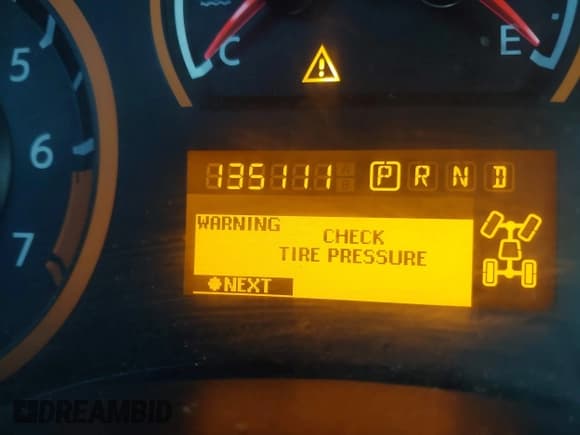 C
E
5
6
7
135111 P R N D
WARNING
CHECK
TIRE PRESSURE
NEXT
DREAMBID